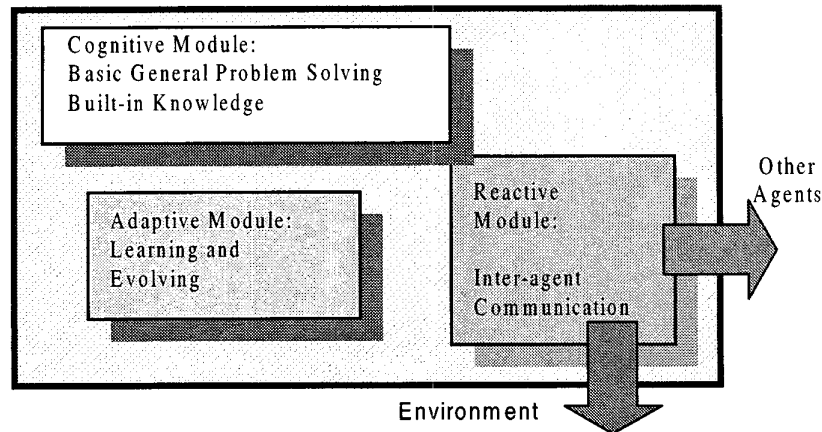 Cognitive Module:
Basic General Problem Solving
Built-in Knowledge
Adaptive Module:
Learning and
Evolving
Reactive
Module:
Inter-agent
Communication
Other
Agents
Environment